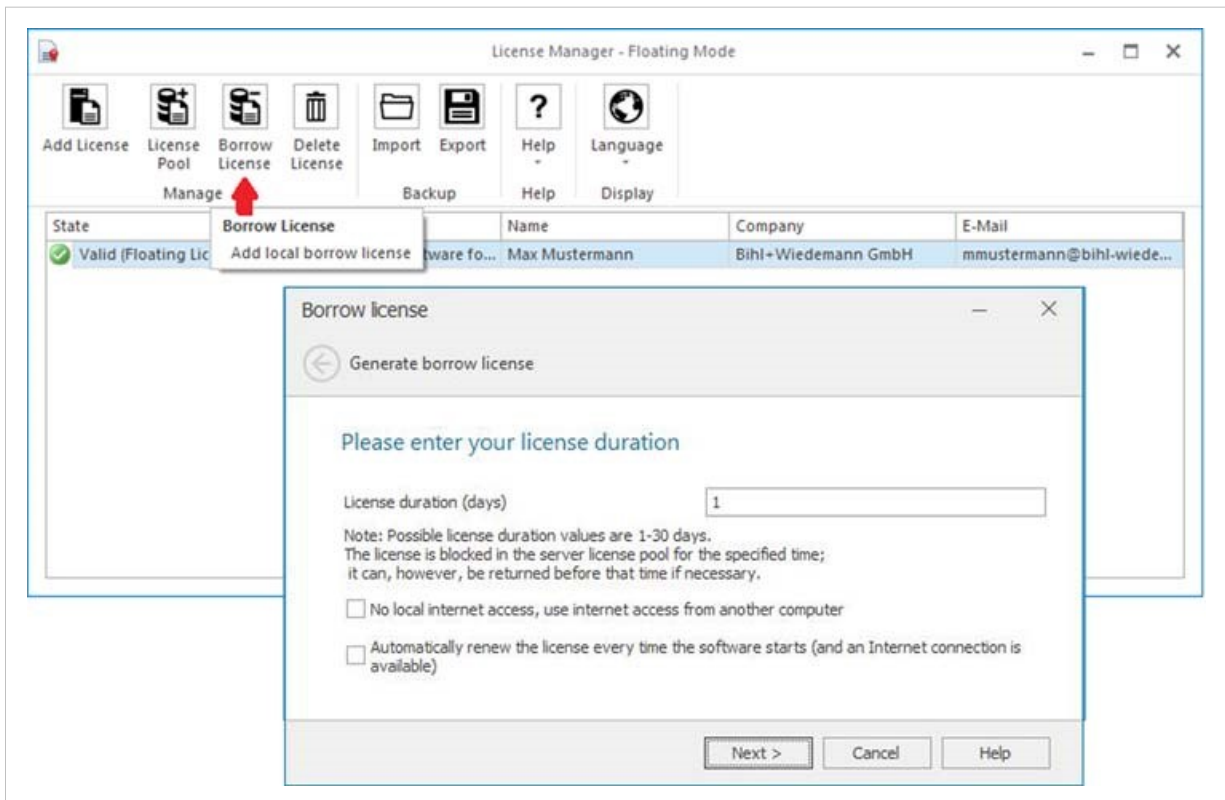 License Manager - Floating Mode
Add License
License Pool
Borrow License
Delete License
Import
Export
Help
Language
Manage
Backup
Help
Display
State
Name
Company
E-Mail
Borrow License
Add local borrow license
Valid (Floating Lic
tware fo...
Max Mustermann
Bihl+Wiedemann GmbH
mmustermann@bihl-wiede...
Borrow license
Generate borrow license
Please enter your license duration
License duration (days)
1
Note: Possible license duration values are 1-30 days.
The license is blocked in the server license pool for the specified time;
it can, however, be returned before that time if necessary.
No local internet access, use internet access from another computer
Automatically renew the license every time the software starts (and an Internet connection is
available)
Next >
Cancel
Help